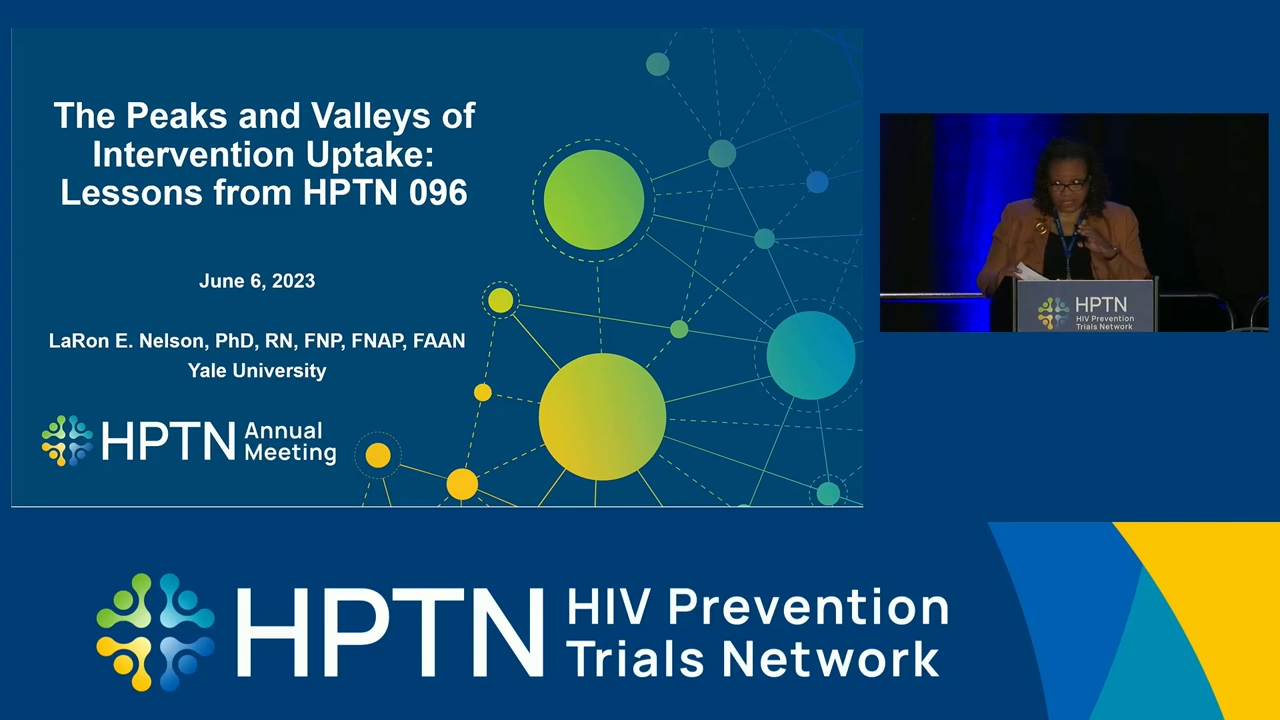 The Peaks and Valleys of
Intervention Uptake:
Lessons from HPTN 096
June 6, 2023
LaRon E. Nelson, PhD, RN, FNP, FNAP, FAAN
Yale University
HPTN Annual
Meeting
HPTN
HIV Prevention
Trials Network
HPTN HIV Prevention
Trials Network